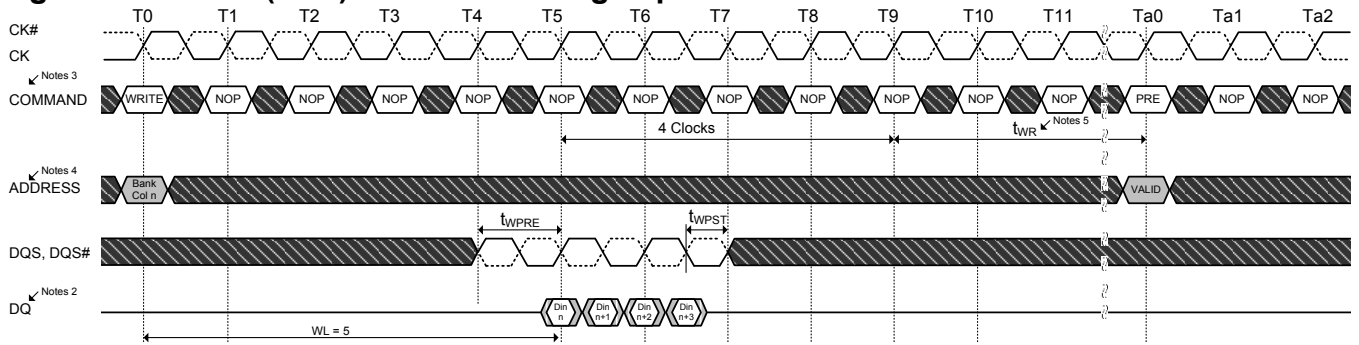 T0 T1 T2 T3 T4 T5 T6 T7 T8 T9 T10 T11 Ta0 Ta1 Ta2
CK#
CK
Notes 3
COMMAND
WRITE NOP NOP NOP NOP NOP NOP NOP NOP NOP NOP NOP PRE NOP NOP
4 Clocks
tWR Notes 5
Notes 4
ADDRESS
Bank
Col n
VALID
tWPRE
tWPST
DQS, DQS#
Notes 2
DQ
Din
n
Din
n+1
Din
n+2
Din
n+3
WL = 5